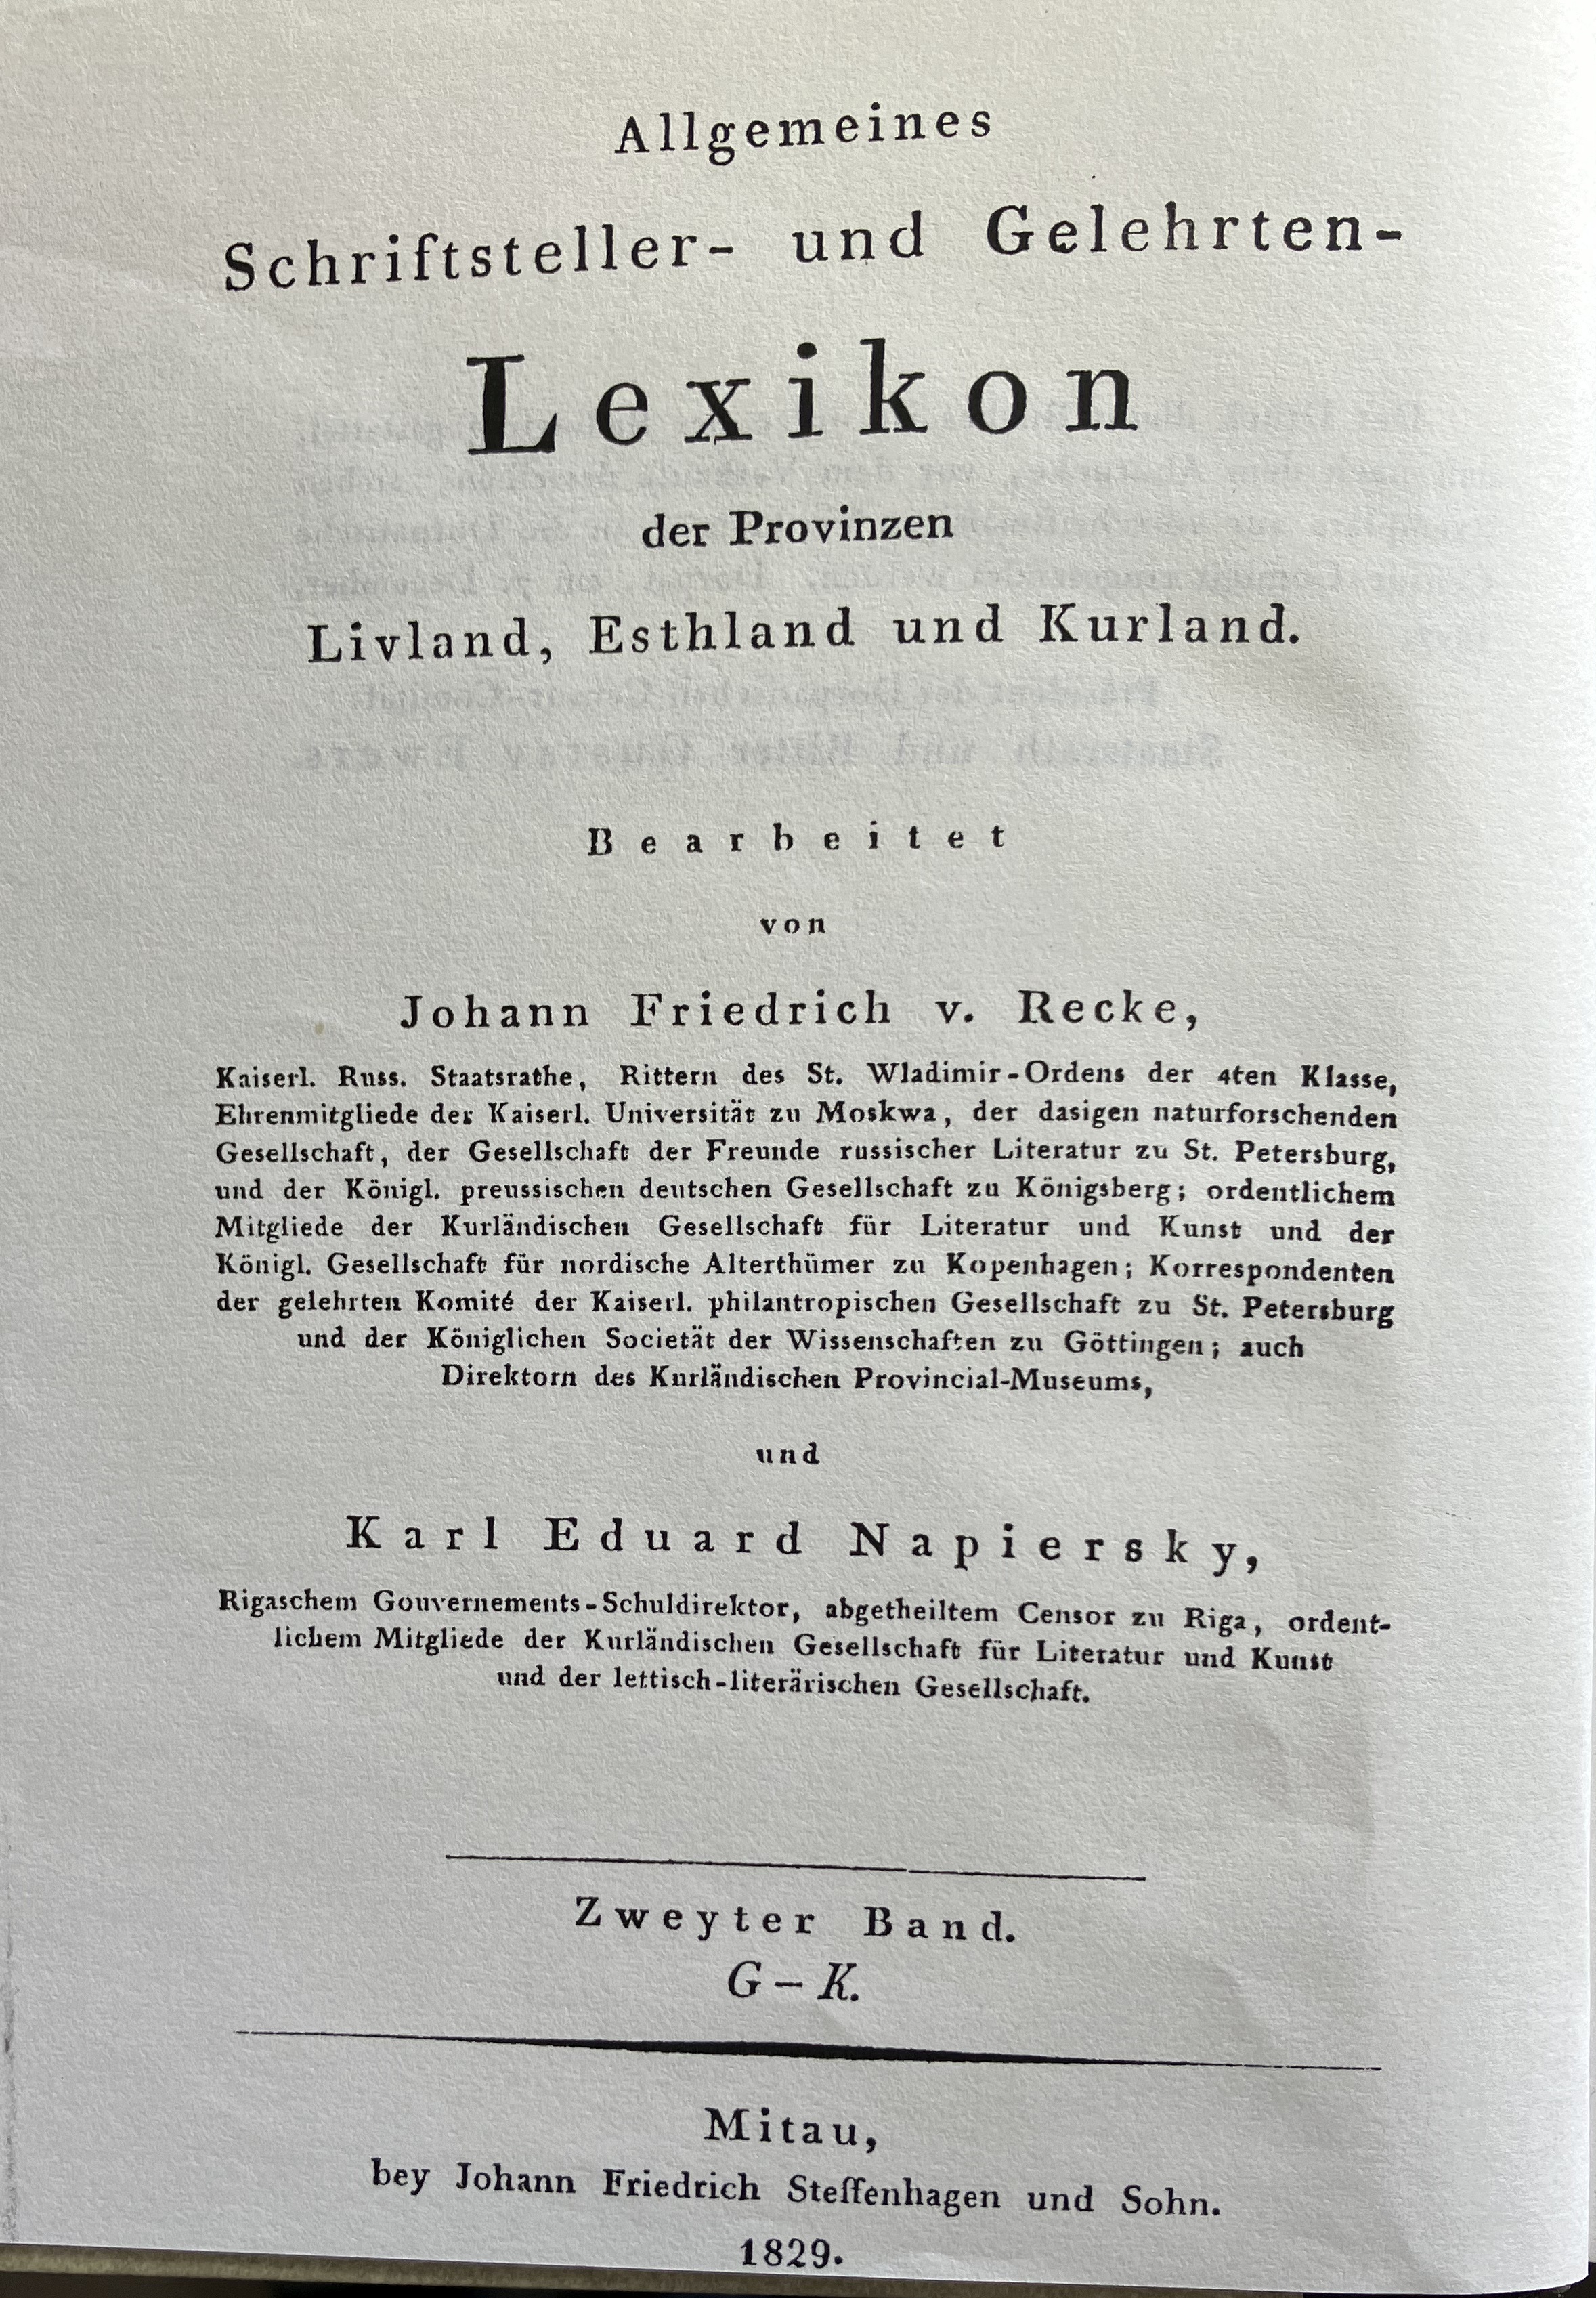 Allgemeines
Schriftsteller- und Gelehrten-
Lexikon
der Provinzen
Livland, Esthland und Kurland.
Bearbeitet
von
Johann Friedrich v. Recke,
Kaiserl. Russ. Staatsrathe, Rittern des St. Wladimir-Ordens der 4ten Klasse,
Ehrenmitgliede der Kaiserl. Universität zu Moskwa, der dasigen naturforschenden
Gesellschaft, der Gesellschaft der Freunde russischer Literatur zu St. Petersburg,
und der Königl. preussischen deutschen Gesellschaft zu Königsberg; ordentlichem
Mitgliede der Kurländischen Gesellschaft für Literatur und Kunst und der
Königl. Gesellschaft für nordische Alterthümer zu Kopenhagen; Korrespondenten
der gelehrten Komité der Kaiserl. philantropischen Gesellschaft zu St. Petersburg
und der Königlichen Societät der Wissenschaften zu Göttingen; auch
Direktorn des Kurländischen Provincial-Museums,
und
Karl Eduard Napiersky,
Rigaschem Gouvernements-Schuldirektor, abgetheiltem Censor zu Riga, ordent-
lichem Mitgliede der Kurländischen Gesellschaft für Literatur und Kunst
und der lettisch-literärischen Gesellschaft.
Zweyter Band.
G – K.
Mitau,
bey Johann Friedrich Steffenhagen und Sohn.
1829.